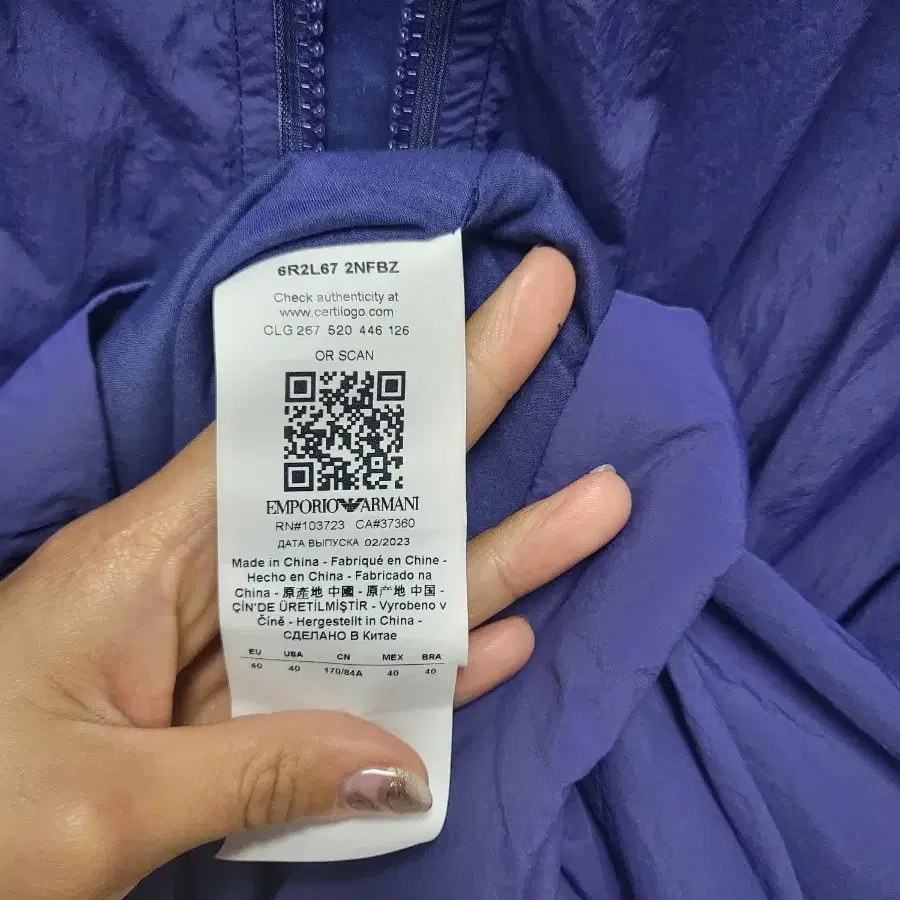 6R2L67 2NFBZ
Check authenticity at
www.certilogo.com
CLG 267 520 446 126
OR SCAN
EMPORIO ARMANI
RN#103723 CA#37360
ДАТА ВЫПУСКА 02/2023
Made in China - Fabriqué en Chine -
Hecho en China - Fabricado na
China - 原產地 中國 - 原产地 中国 -
ÇİN'DE ÜRETİLMİŞTİR - Vyrobeno v
Číně - Hergestellt in China -
СДЕЛАНО В Китае
EU USA CN MEX BRA
40 40 170/84A 40 40